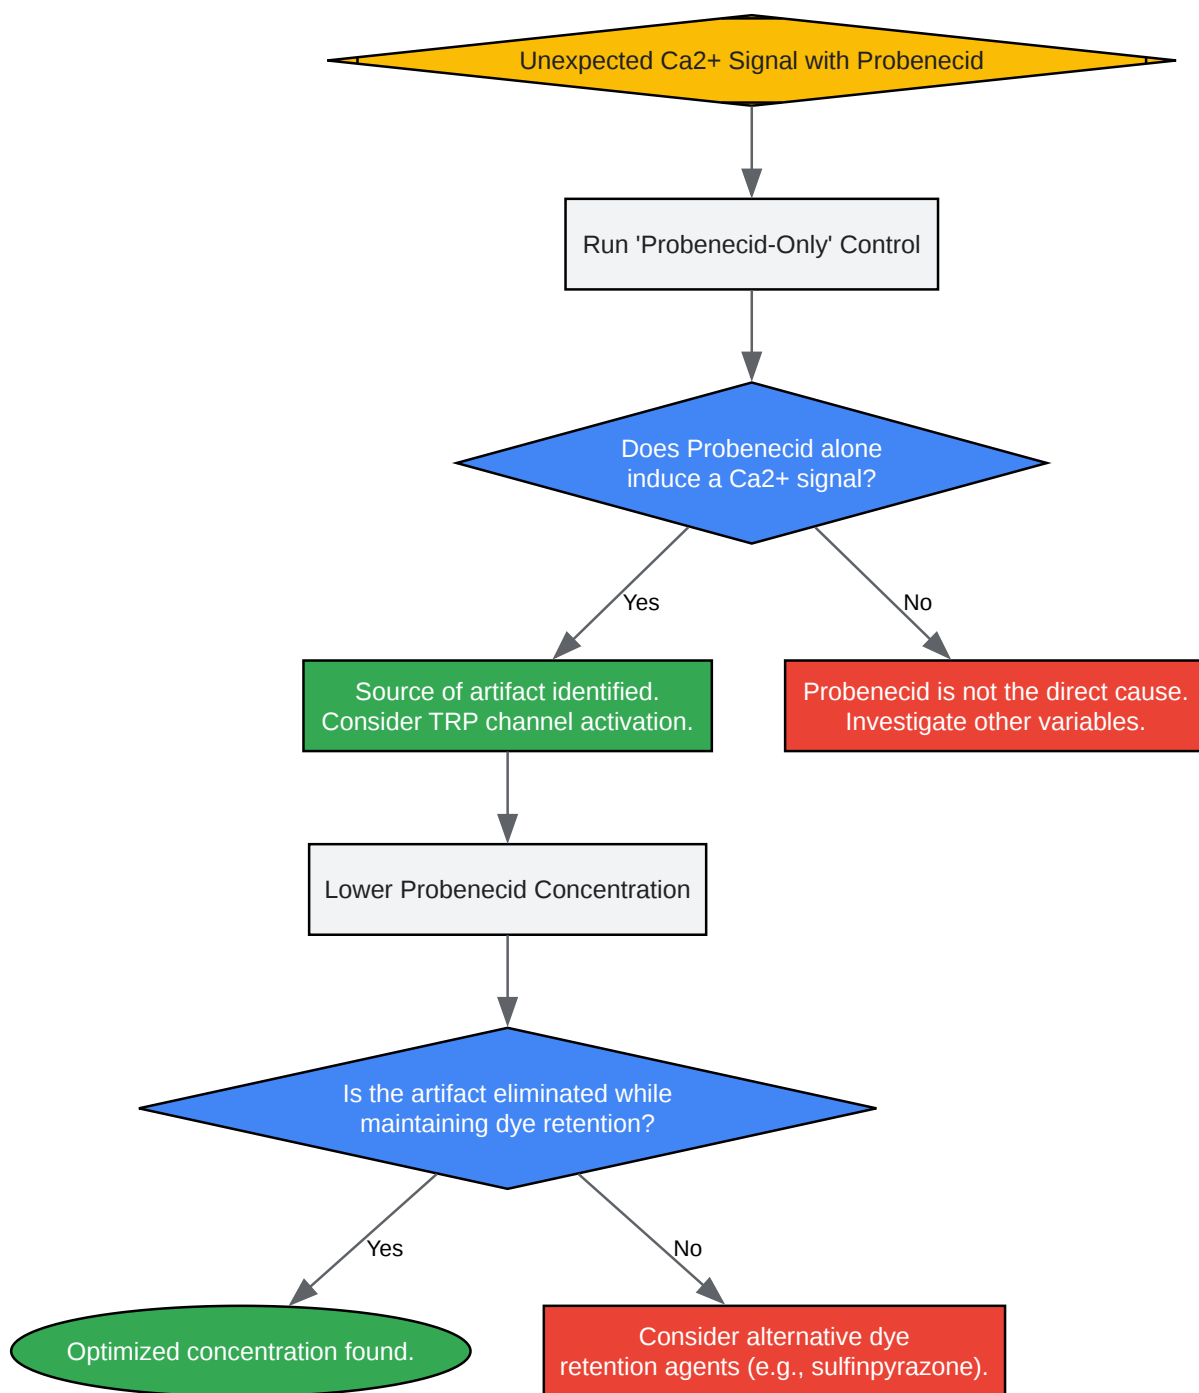 Unexpected Ca2+ Signal with Probenecid
Run 'Probenecid-Only' Control
Does Probenecid alone
induce a Ca2+ signal?
Yes
No
Source of artifact identified.
Consider TRP channel activation.
Probenecid is not the direct cause.
Investigate other variables.
Lower Probenecid Concentration
Is the artifact eliminated while
maintaining dye retention?
Yes
No
Optimized concentration found.
Consider alternative dye
retention agents (e.g., sulfinpyrazone).